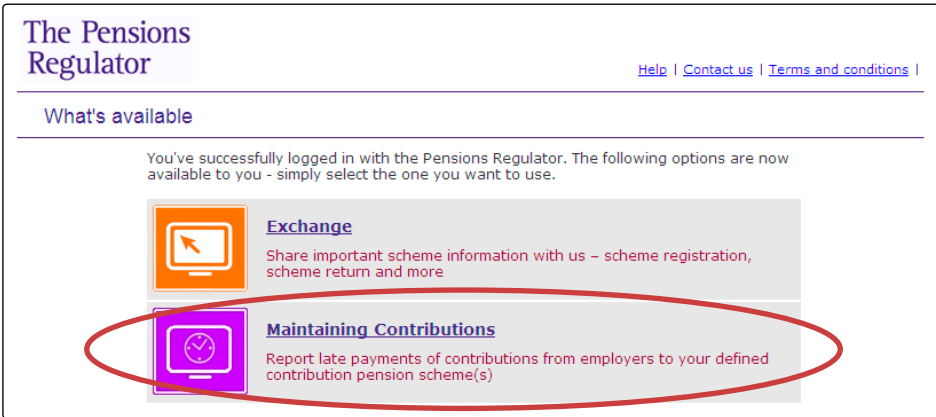 The Pensions
Regulator
Help | Contact us | Terms and conditions |
What's available
You've successfully logged in with the Pensions Regulator. The following options are now
available to you - simply select the one you want to use.
Exchange
Share important scheme information with us – scheme registration,
scheme return and more
Maintaining Contributions
Report late payments of contributions from employers to your defined
contribution pension scheme(s)